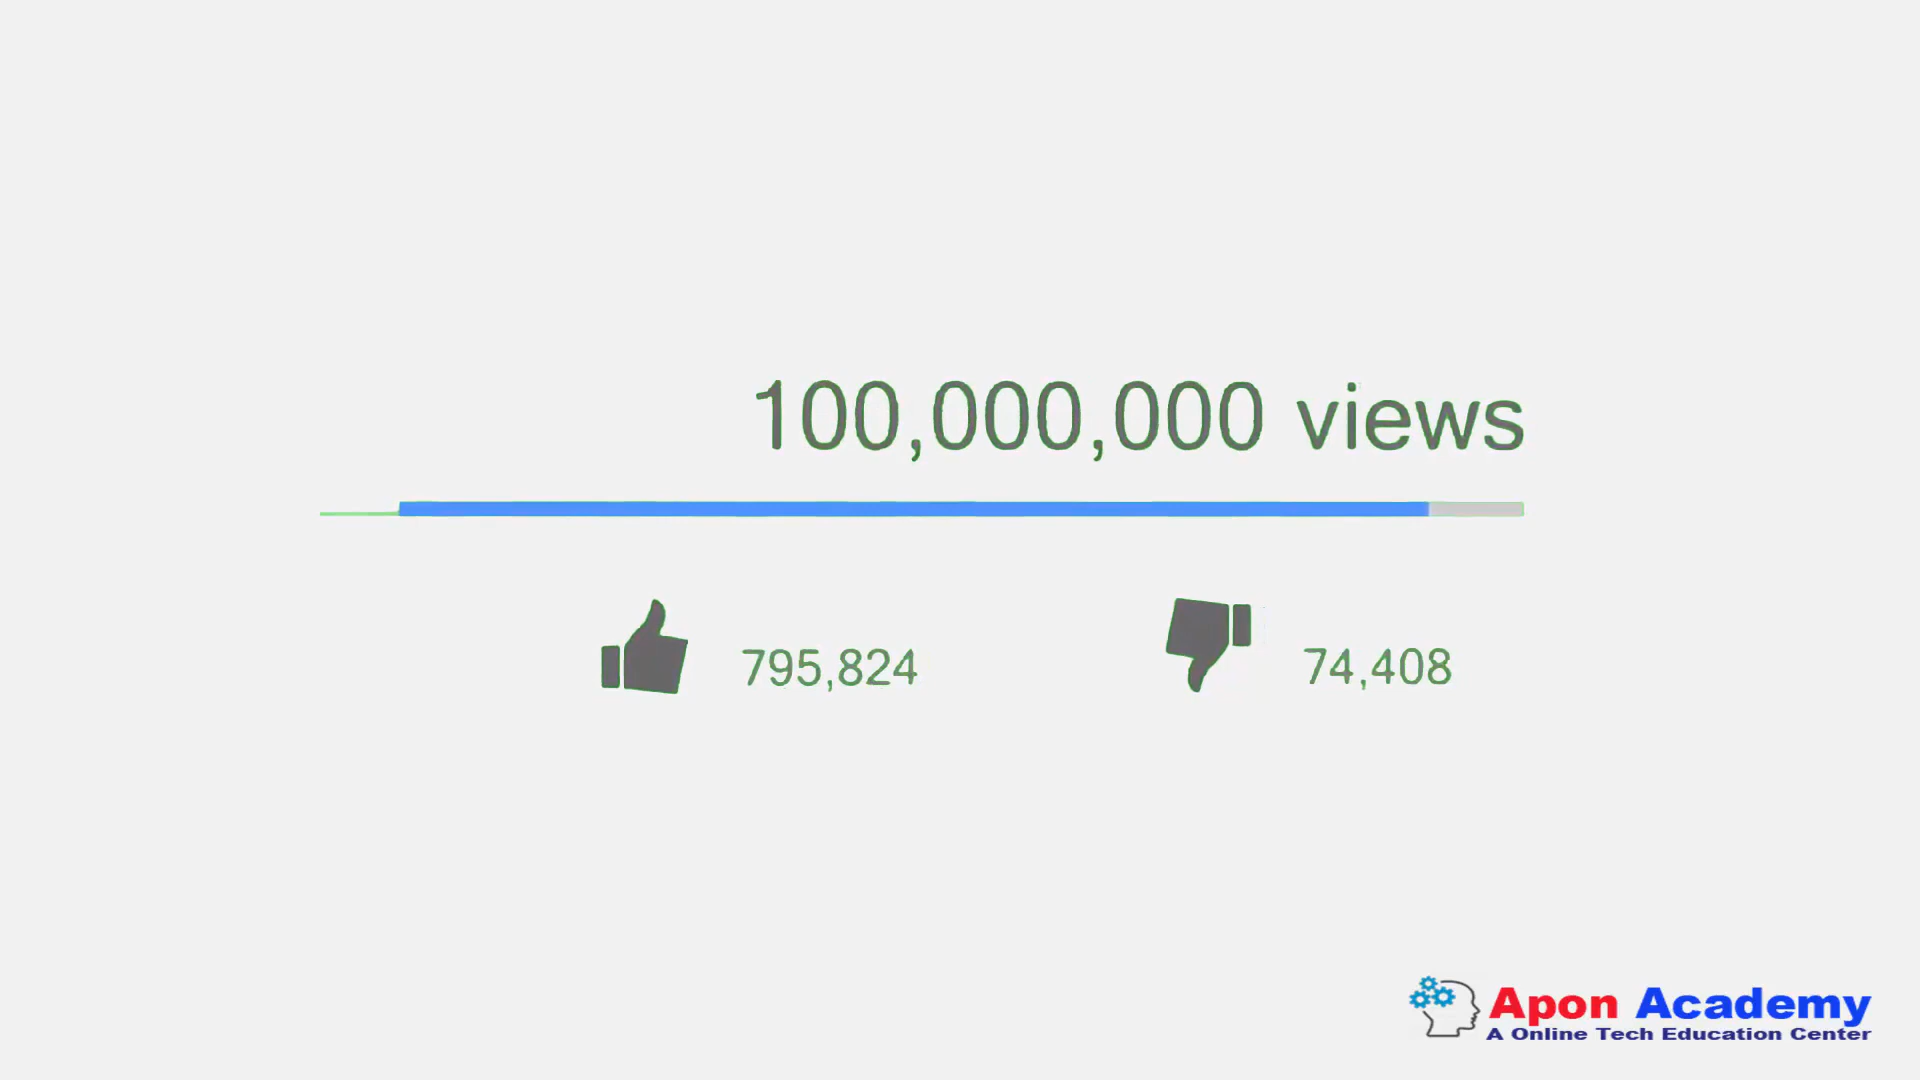 100,000,000 views
795,824 74,408
Apon Academy
A Online Tech Education Center